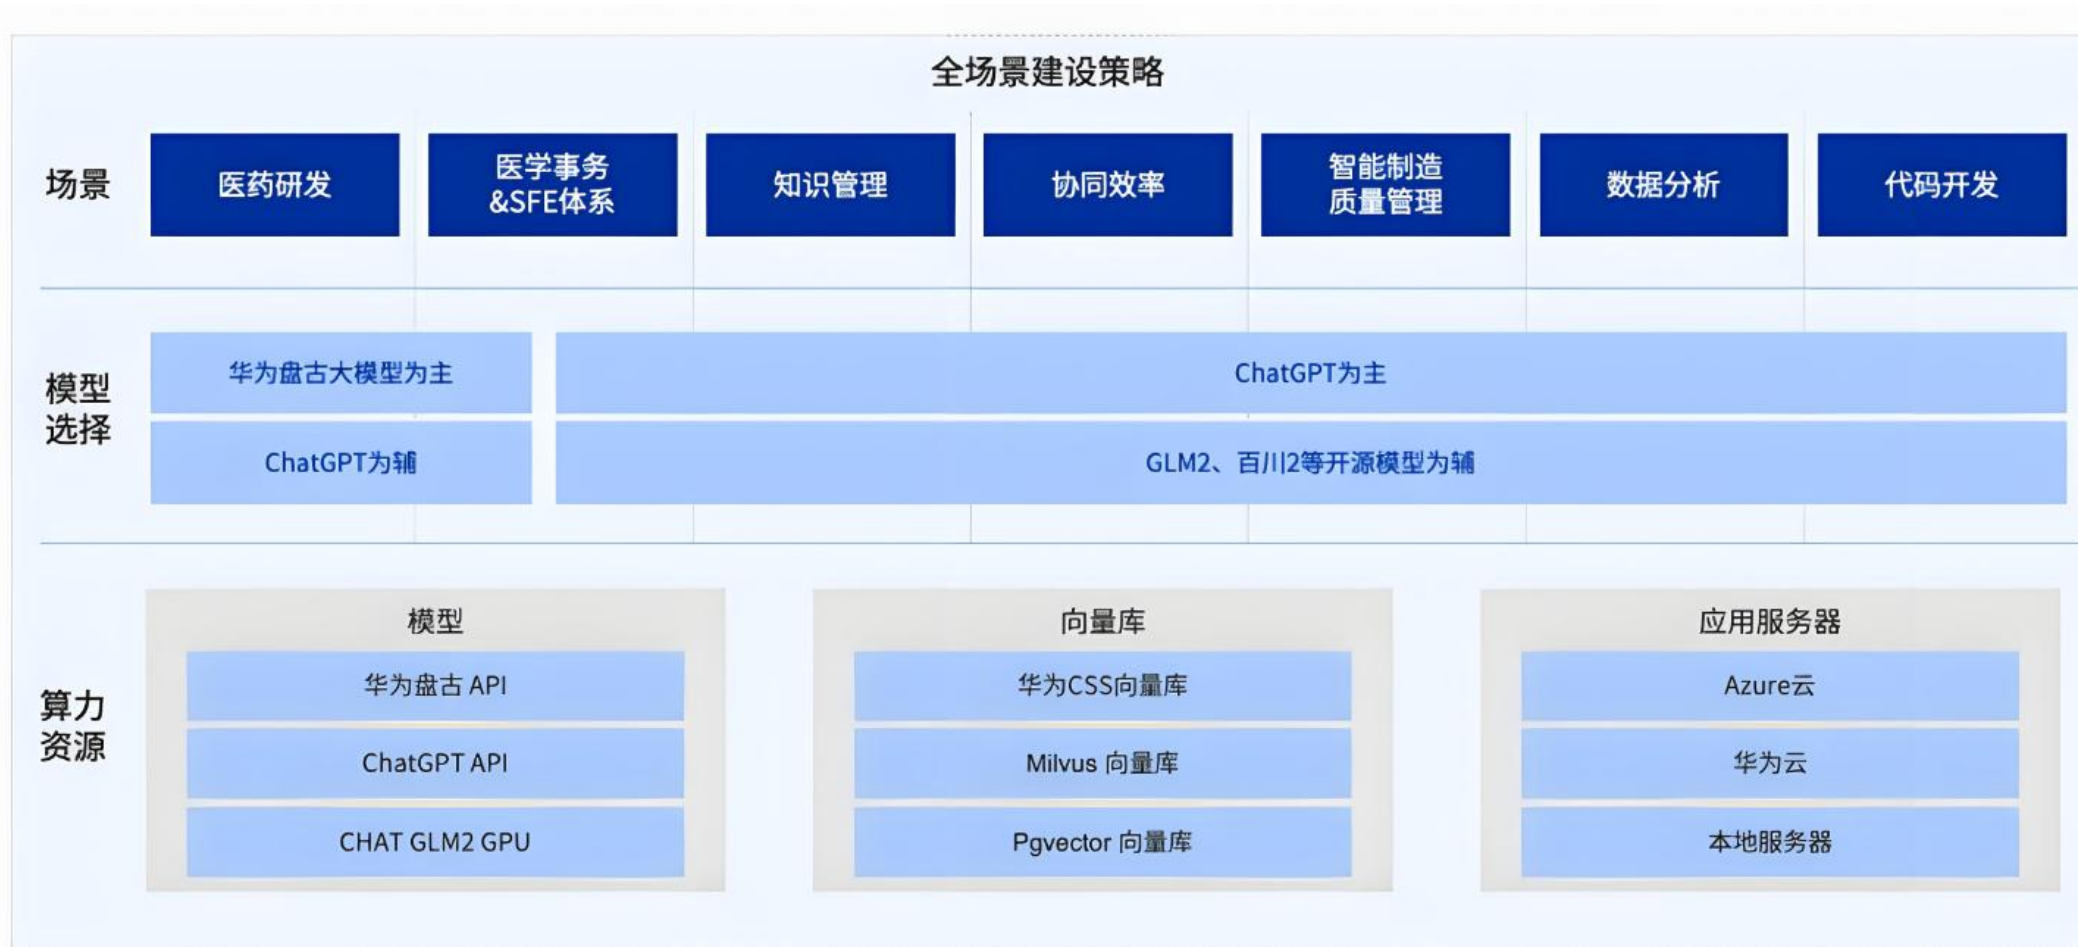 全场景建设策略
场景
医药研发
医学事务
&SFE体系
知识管理
协同效率
智能制造
质量管理
数据分析
代码开发
模型
选择
华为盘古大模型为主
ChatGPT为主
ChatGPT为辅
GLM2、百川2等开源模型为辅
算力
资源
模型
华为盘古 API
ChatGPT API
CHAT GLM2 GPU
向量库
华为CSS向量库
Milvus 向量库
Pgvector 向量库
应用服务器
Azure云
华为云
本地服务器